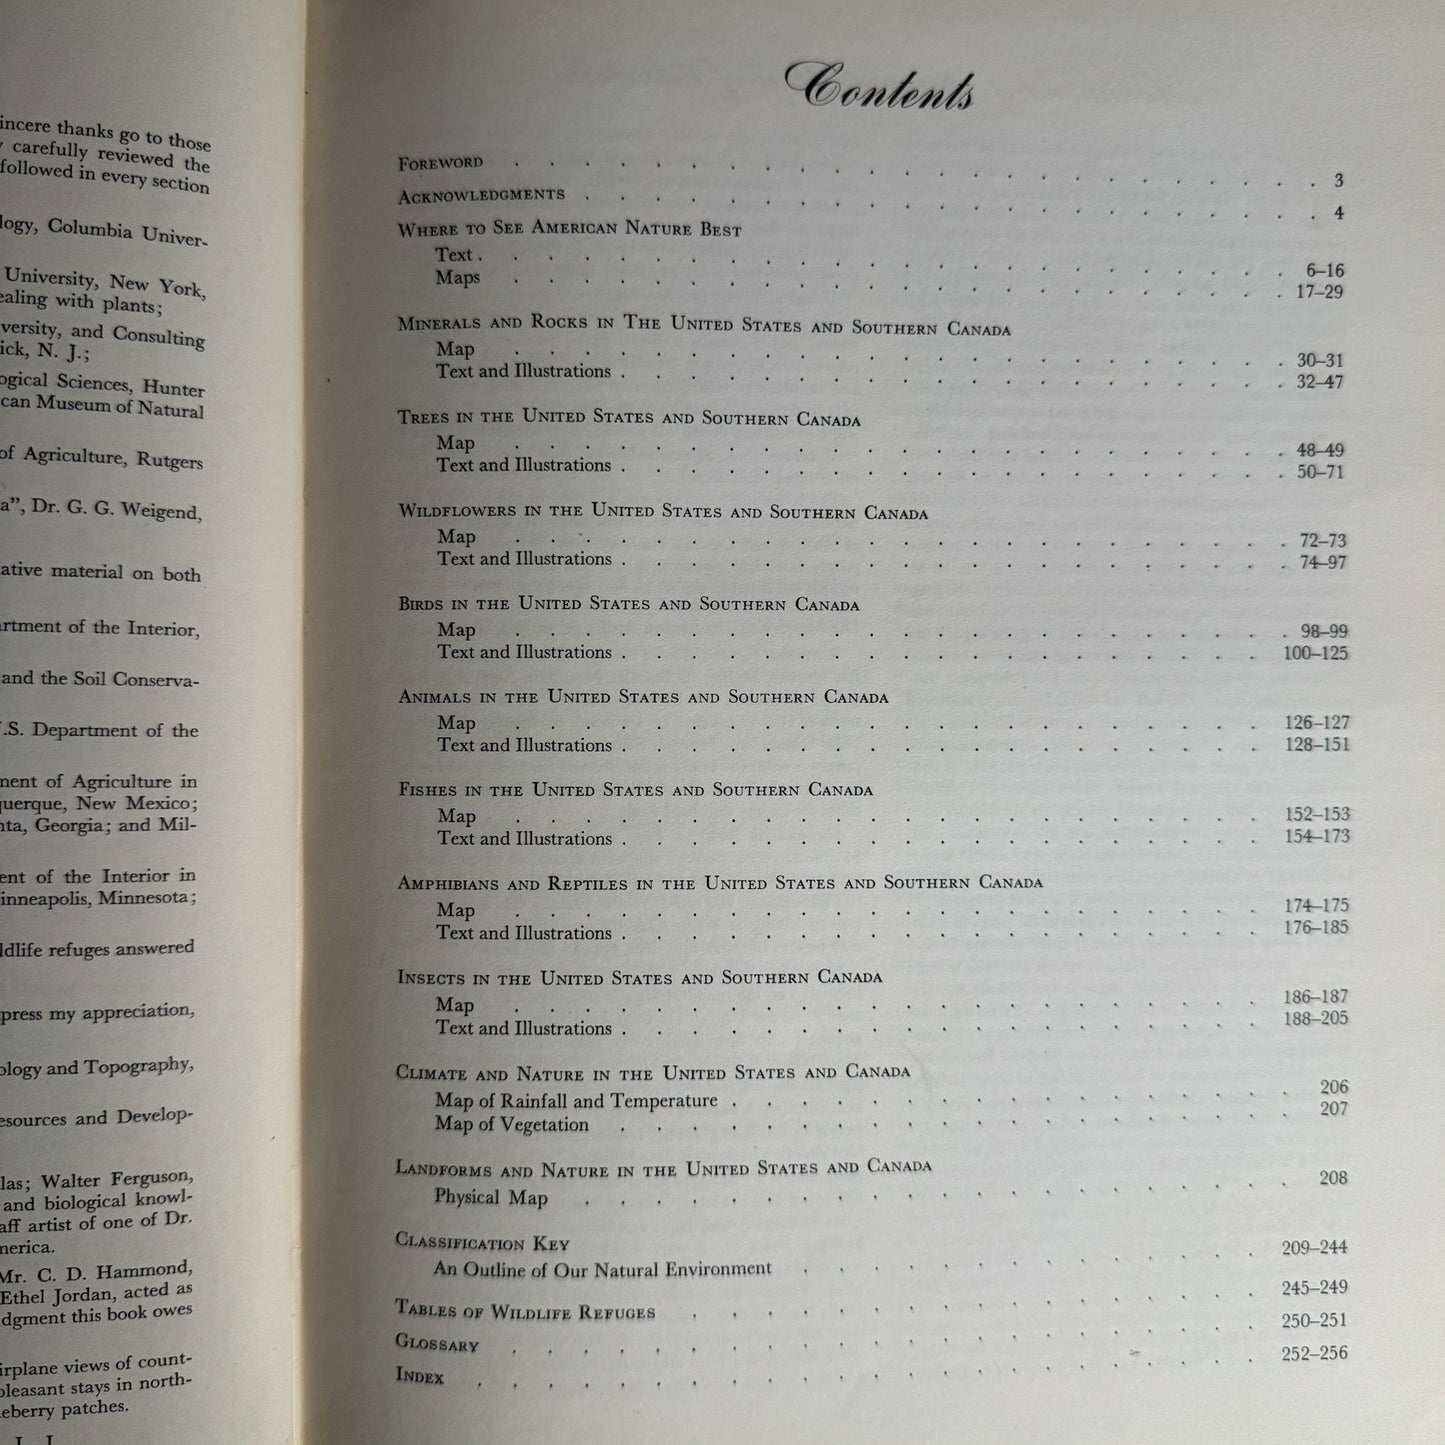 incere thanks go to those
carefully reviewed the
followed in every section
logy, Columbia Univer-
University, New York,
ealing with plants;
versity, and Consulting
ick, N. J.;
ogical Sciences, Hunter
can Museum of Natural
of Agriculture, Rutgers
a”, Dr. G. G. Weigend,
ative material on both
artment of the Interior,
and the Soil Conserva-
.S. Department of the
ment of Agriculture in
querque, New Mexico;
nta, Georgia; and Mil-
ent of the Interior in
inneapolis, Minnesota;
ldlife refuges answered
press my appreciation,
ology and Topography,
esources and Develop-
las; Walter Ferguson,
and biological knowl-
aff artist of one of Dr.
merica.
Mr. C. D. Hammond,
Ethel Jordan, acted as
dgment this book owes
irplane views of count-
pleasant stays in north-
eberry patches.
Contents
Foreword . . . . . . . . . . . . . . . . . . . . . . . . 3
Acknowledgments . . . . . . . . . . . . . . . . . . . . . . 4
Where to See American Nature Best
Text . . . . . . . . . . . . . . . . . . . . . . . . 6–16
Maps . . . . . . . . . . . . . . . . . . . . . . . 17–29
Minerals and Rocks in The United States and Southern Canada
Map . . . . . . . . . . . . . . . . . . . . . . . 30–31
Text and Illustrations . . . . . . . . . . . . . . . . . . . . 32–47
Trees in the United States and Southern Canada
Map . . . . . . . . . . . . . . . . . . . . . . . 48–49
Text and Illustrations . . . . . . . . . . . . . . . . . . . . 50–71
Wildflowers in the United States and Southern Canada
Map . . . . . . . . . . . . . . . . . . . . . . . 72–73
Text and Illustrations . . . . . . . . . . . . . . . . . . . . 74–97
Birds in the United States and Southern Canada
Map . . . . . . . . . . . . . . . . . . . . . . . 98–99
Text and Illustrations . . . . . . . . . . . . . . . . . . . 100–125
Animals in the United States and Southern Canada
Map . . . . . . . . . . . . . . . . . . . . . . 126–127
Text and Illustrations . . . . . . . . . . . . . . . . . . . 128–151
Fishes in the United States and Southern Canada
Map . . . . . . . . . . . . . . . . . . . . . . 152–153
Text and Illustrations . . . . . . . . . . . . . . . . . . . 154–173
Amphibians and Reptiles in the United States and Southern Canada
Map . . . . . . . . . . . . . . . . . . . . . . 174–175
Text and Illustrations . . . . . . . . . . . . . . . . . . . 176–185
Insects in the United States and Southern Canada
Map . . . . . . . . . . . . . . . . . . . . . . 186–187
Text and Illustrations . . . . . . . . . . . . . . . . . . . 188–205
Climate and Nature in the United States and Canada
Map of Rainfall and Temperature . . . . . . . . . . . . . . . . . 206
Map of Vegetation . . . . . . . . . . . . . . . . . . . . 207
Landforms and Nature in the United States and Canada
Physical Map . . . . . . . . . . . . . . . . . . . . . 208
Classification Key
An Outline of Our Natural Environment . . . . . . . . . . . . . . 209–244
Tables of Wildlife Refuges . . . . . . . . . . . . . . . . . 245–249
Glossary . . . . . . . . . . . . . . . . . . . . . . 250–251
Index . . . . . . . . . . . . . . . . . . . . . . . 252–256